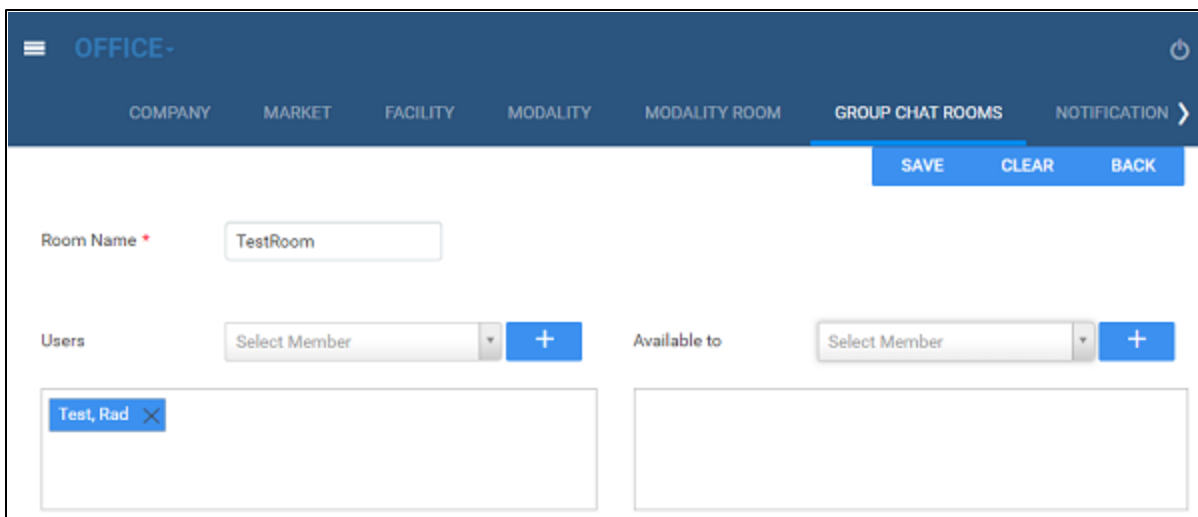 OFFICE
COMPANY MARKET FACILITY MODALITY MODALITY ROOM GROUP CHAT ROOMS NOTIFICATION
SAVE CLEAR BACK
Room Name * TestRoom
Users Select Member + Available to Select Member +
Test, Rad